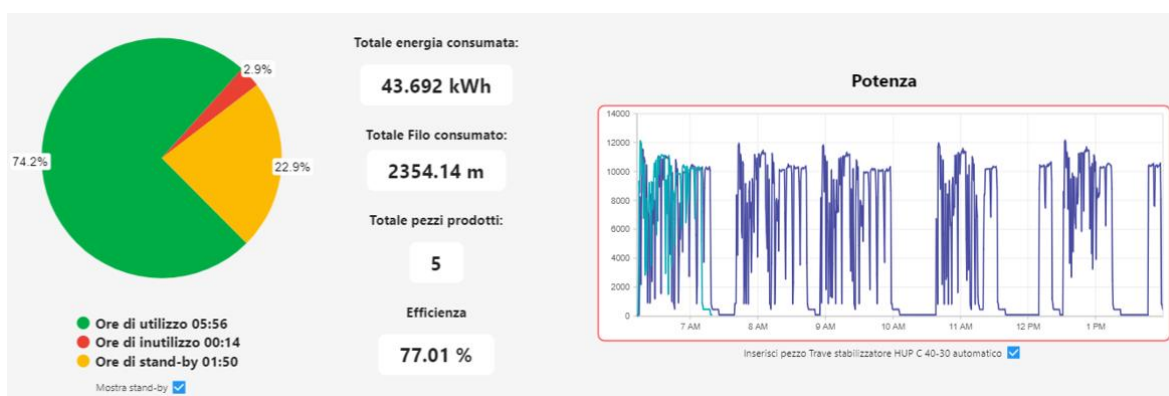 2.9%
74.2%
22.9%
Ore di utilizzo 05:56
Ore di inutilizzo 00:14
Ore di stand-by 01:50
Mostra stand-by
Totale energia consumata:
43.692 kWh
Totale Filo consumato:
2354.14 m
Totale pezzi prodotti:
5
Efficienza
77.01 %
Potenza
14000
12000
10000
8000
6000
4000
2000
0
7 AM 8 AM 9 AM 10 AM 11 AM 12 PM 1 PM
Inserisci pezzo Trave stabilizzatore HUP C 40-30 automatico